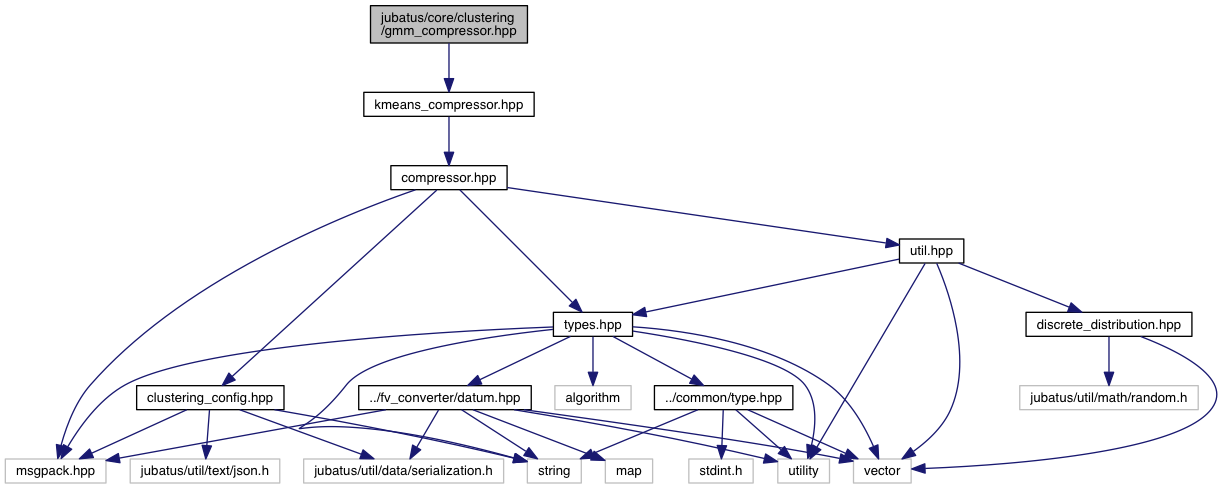 jubatus/core/clustering
/gmm_compressor.hpp
kmeans_compressor.hpp
compressor.hpp
util.hpp
types.hpp
discrete_distribution.hpp
clustering_config.hpp
../fv_converter/datum.hpp
algorithm
../common/type.hpp
jubatus/util/math/random.h
msgpack.hpp
jubatus/util/text/json.h
jubatus/util/data/serialization.h
string
map
stdint.h
utility
vector